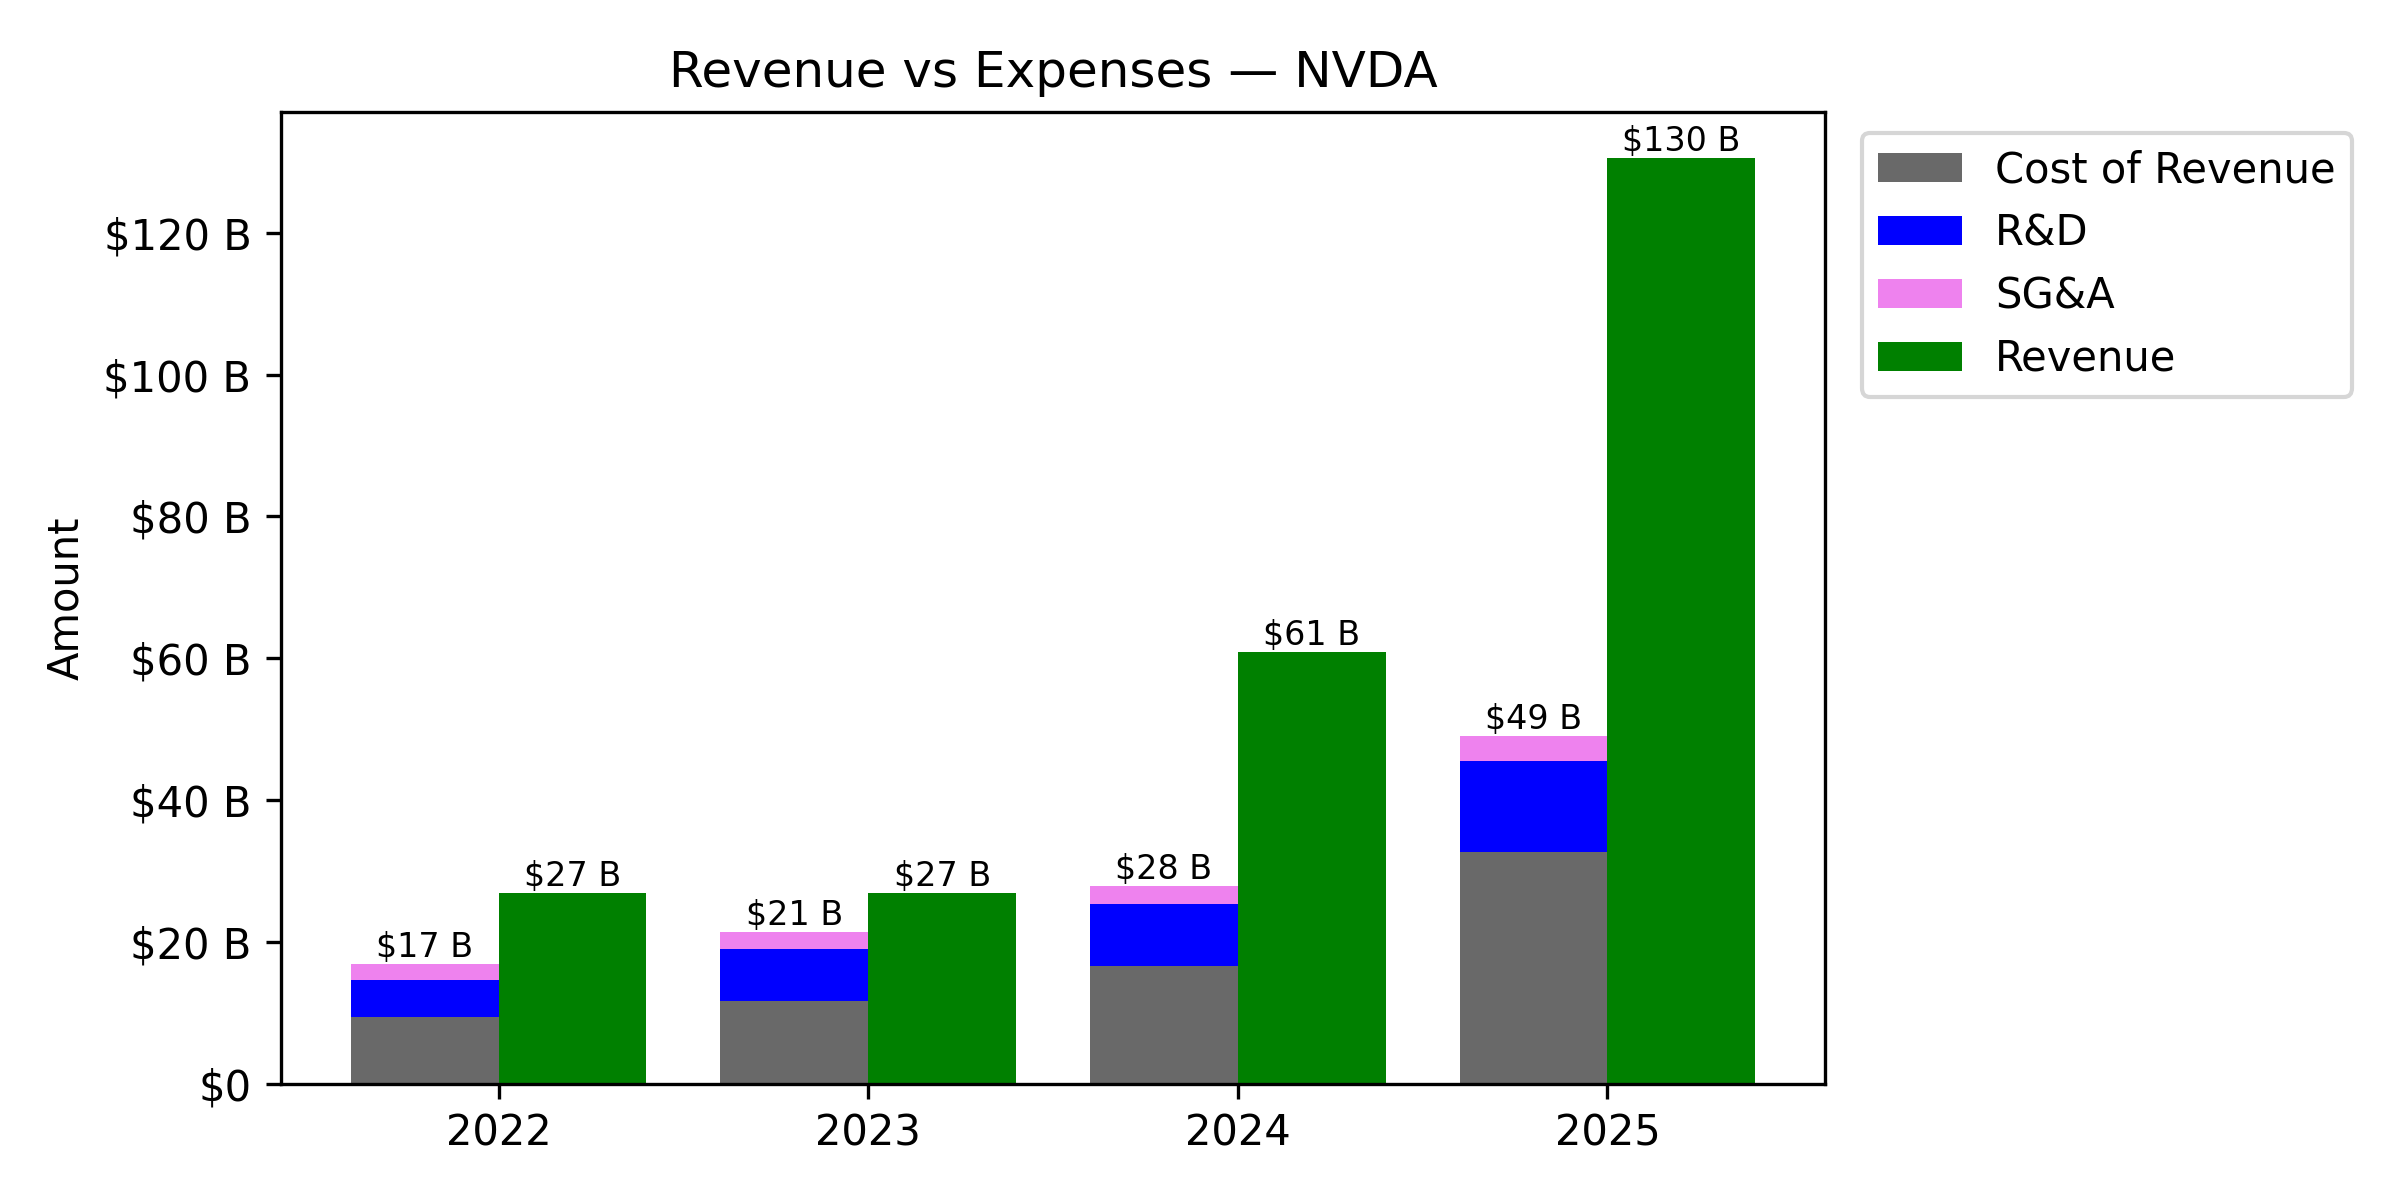 Revenue vs Expenses — NVDA
Amount
$120 B
$100 B
$80 B
$60 B
$40 B
$20 B
$0
$17 B
$27 B
$21 B
$27 B
$28 B
$61 B
$49 B
$130 B
2022
2023
2024
2025
Cost of Revenue
R&D
SG&A
Revenue